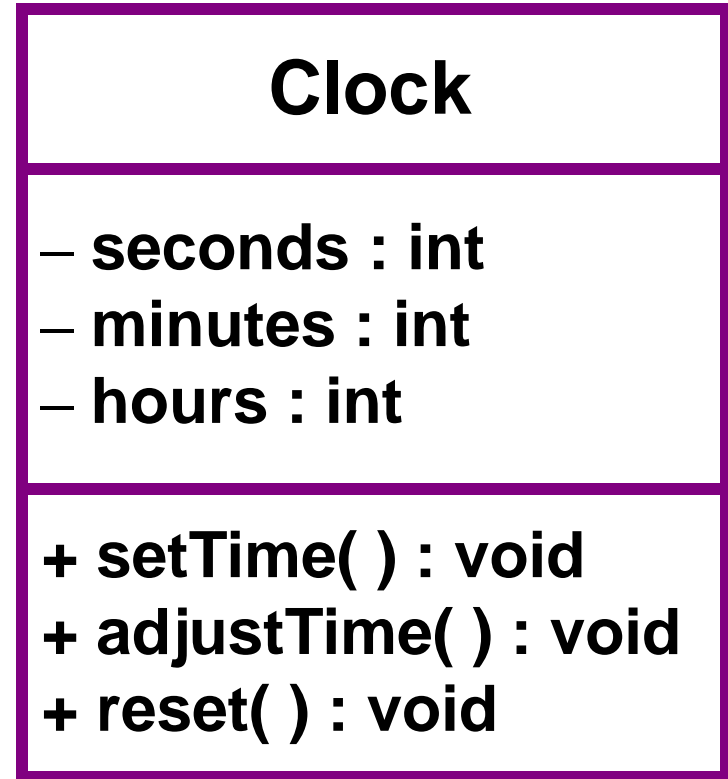 Clock
– seconds : int
– minutes : int
– hours : int
+ setTime( ) : void
+ adjustTime( ) : void
+ reset( ) : void